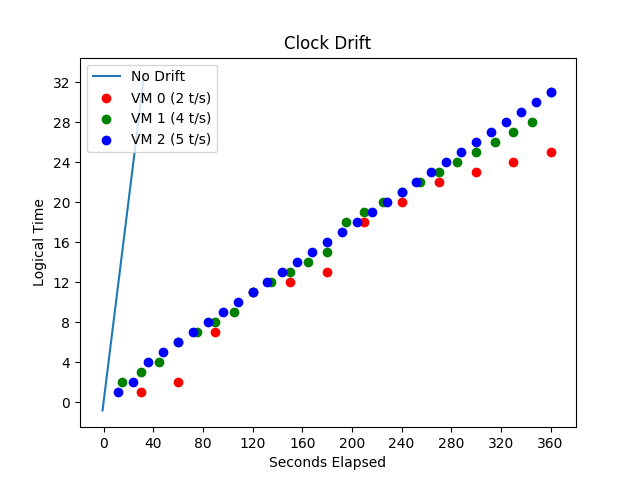 Clock Drift
No Drift
VM 0 (2 t/s)
VM 1 (4 t/s)
VM 2 (5 t/s)
Logical Time
32
28
24
20
16
12
8
4
0
0 40 80 120 160 200 240 280 320 360
Seconds Elapsed